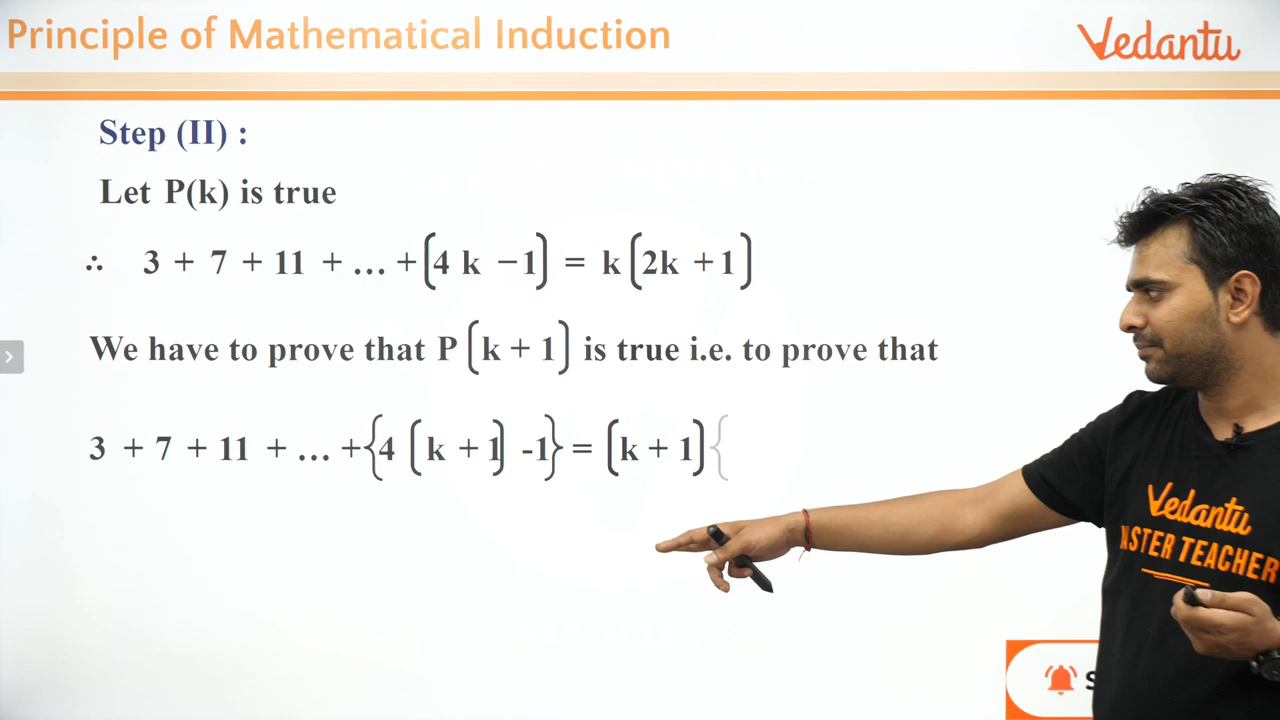 Principle of Mathematical Induction
Vedantu
Step (II) :
Let P(k) is true
∴ 3 + 7 + 11 + ... + (4 k − 1) = k (2k + 1)
We have to prove that P (k + 1) is true i.e. to prove that
3 + 7 + 11 + ... + {4 (k + 1) -1} = (k + 1) {
Vedantu
MASTER TEACHER